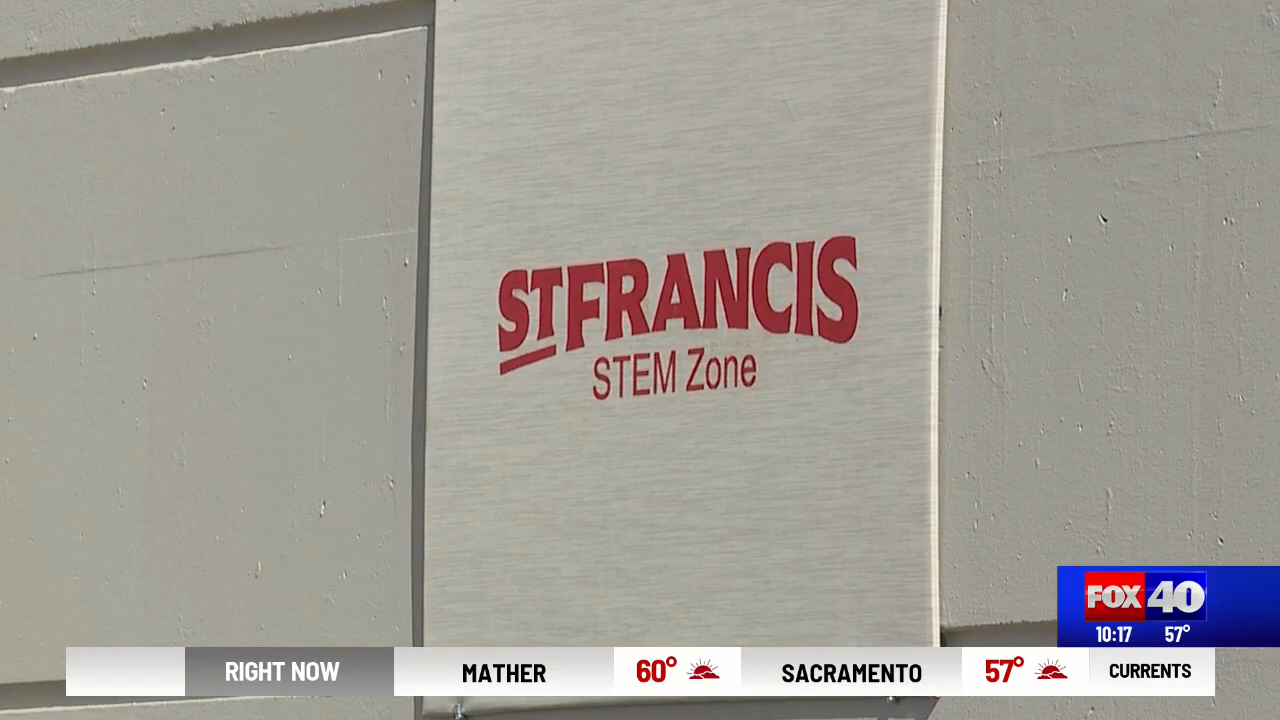 STFRANCIS
STEM Zone
FOX 40
10:17 57°
RIGHT NOW MATHER 60° SACRAMENTO 57° CURRENTS